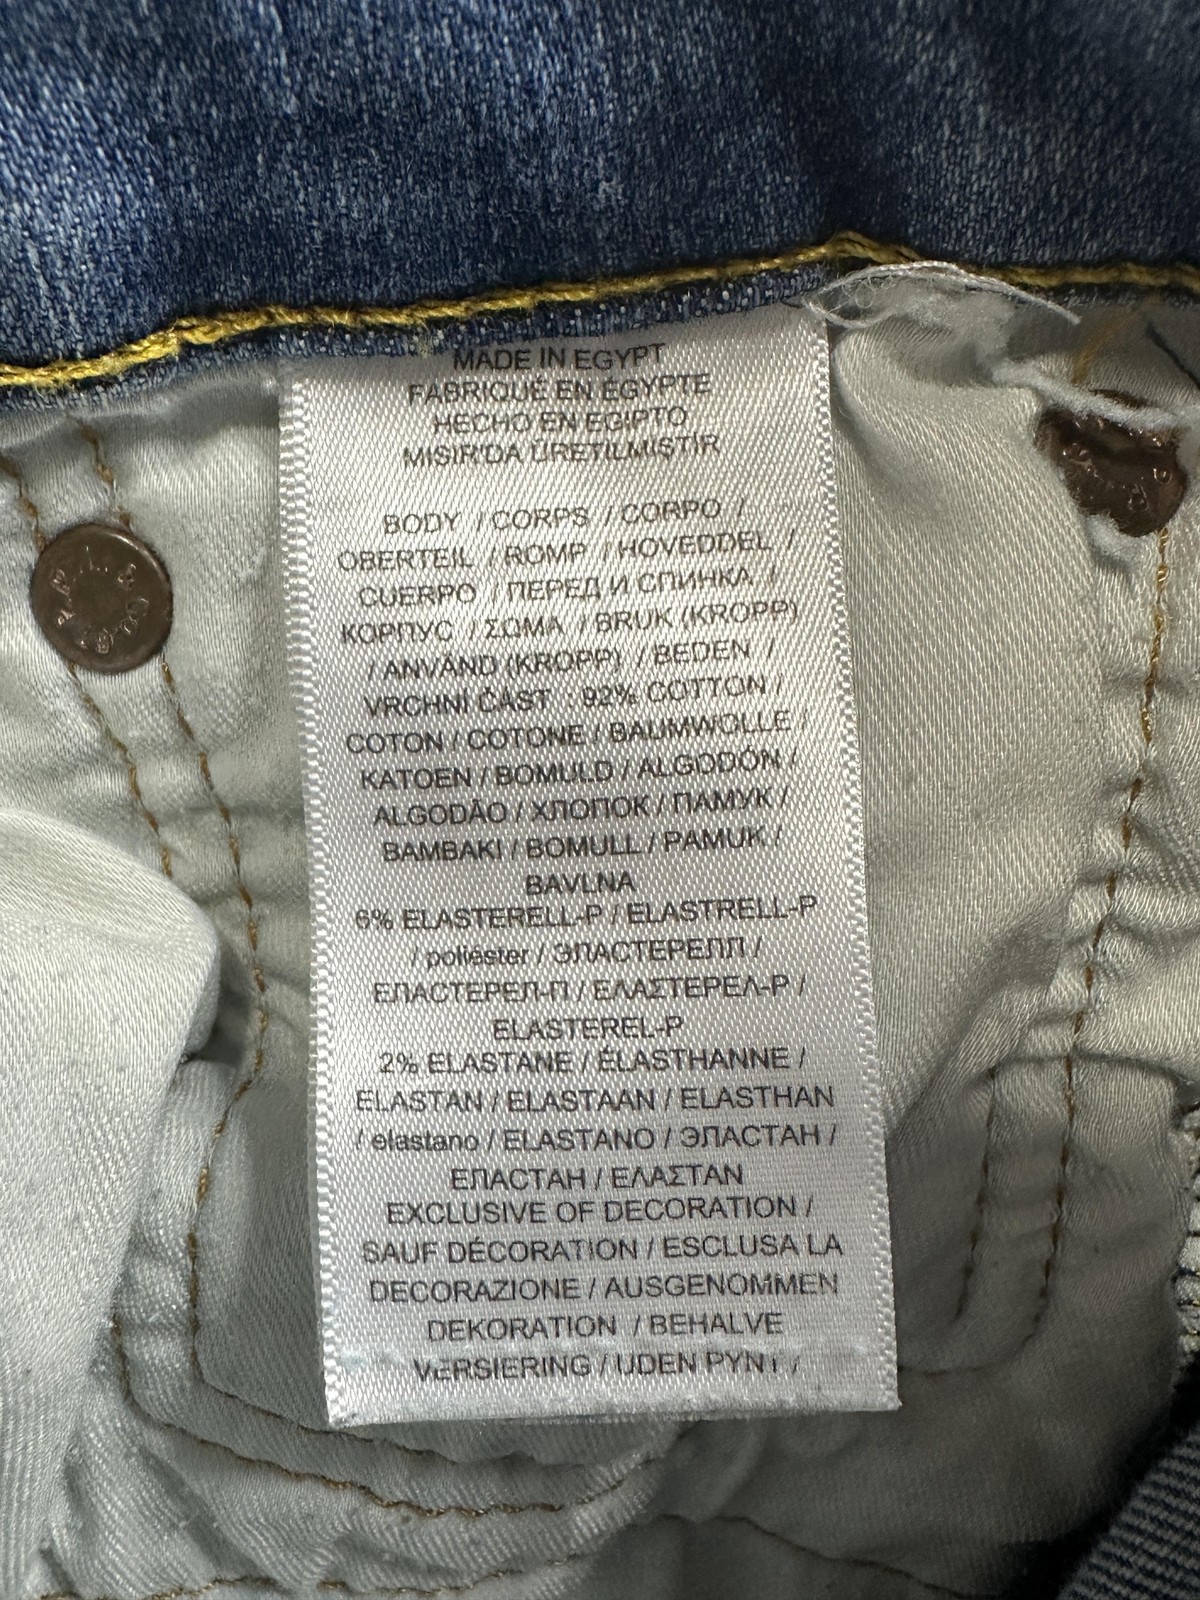 MADE IN EGYPT
FABRIQUÉ EN ÉGYPTE
HECHO EN EGIPTO
MISIR'DA ÜRETILMIŞTIR
BODY / CORPS / CORPO /
OBERTEIL / ROMP / HOVEDDEL /
CUERPO / ПЕРЕД И СПИНКА /
КОРПУС / ΣΩΜΑ / BRUK (KROPP)
/ ANVÄND (KROPP) / BEDEN /
VRCHNÍ ČÁST : 92% COTTON /
COTON / COTONE / BAUMWOLLE /
KATOEN / BOMULD / ALGODÓN /
ALGODÃO / ХЛОПОК / ПАМУК /
BAMBAKI / BOMULL / PAMUK /
BAVLNA
6% ELASTERELL-P / ELASTRELL-P
/ poliéster / ЭЛАСТЕРЕЛЛ /
ЕЛАСТЕРЕЛ-П / ΕΛΑΣΤΕΡΕΛ-P /
ELASTEREL-P
2% ELASTANE / ÉLASTHANNE /
ELASTAN / ELASTAAN / ELASTHAN
/ elastano / ELASTANO / ЭЛАСТАН /
ЕЛАСТАН / ΕΛΑΣΤΑΝ
EXCLUSIVE OF DECORATION /
SAUF DÉCORATION / ESCLUSA LA
DECORAZIONE / AUSGENOMMEN
DEKORATION / BEHALVE
VERSIERING / UDEN PYNT /